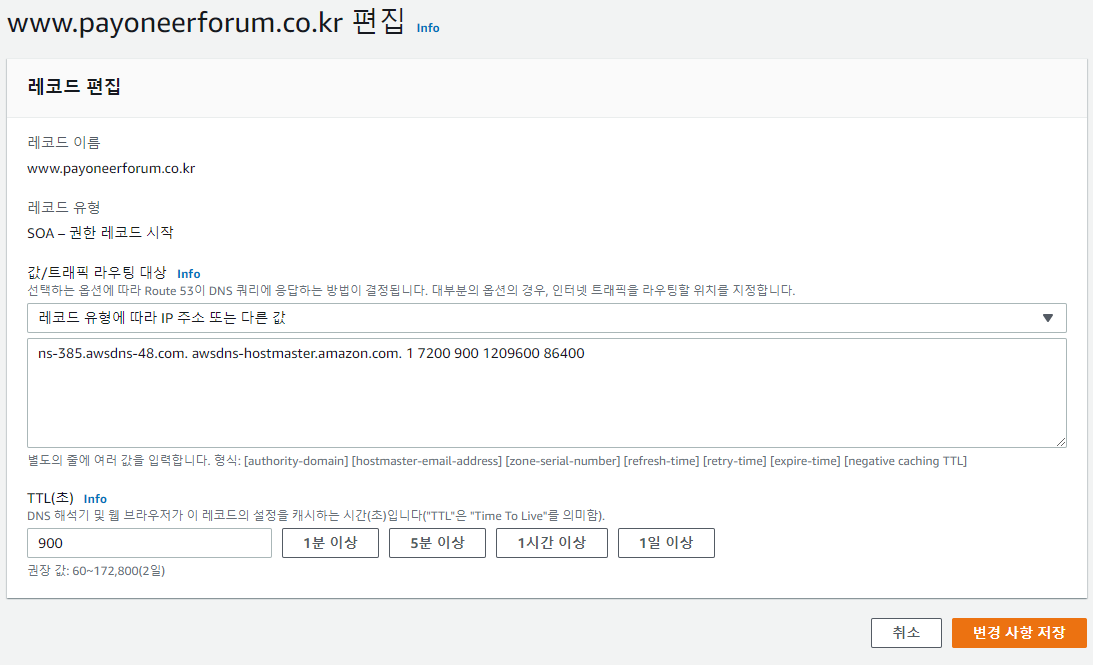 www.payoneerforum.co.kr 편집 Info
레코드 편집
레코드 이름
www.payoneerforum.co.kr
레코드 유형
SOA – 권한 레코드 시작
값/트래픽 라우팅 대상 Info
선택하는 옵션에 따라 Route 53이 DNS 쿼리에 응답하는 방법이 결정됩니다. 대부분의 옵션의 경우, 인터넷 트래픽을 라우팅할 위치를 지정합니다.
레코드 유형에 따라 IP 주소 또는 다른 값
ns-385.awsdns-48.com. awsdns-hostmaster.amazon.com. 1 7200 900 1209600 86400
별도의 줄에 여러 값을 입력합니다. 형식: [authority-domain] [hostmaster-email-address] [zone-serial-number] [refresh-time] [retry-time] [expire-time] [negative caching TTL]
TTL(초) Info
DNS 해석기 및 웹 브라우저가 이 레코드의 설정을 캐시하는 시간(초)입니다("TTL"은 "Time To Live"를 의미함).
900 1분 이상 5분 이상 1시간 이상 1일 이상
권장 값: 60~172,800(2일)
취소 변경 사항 저장